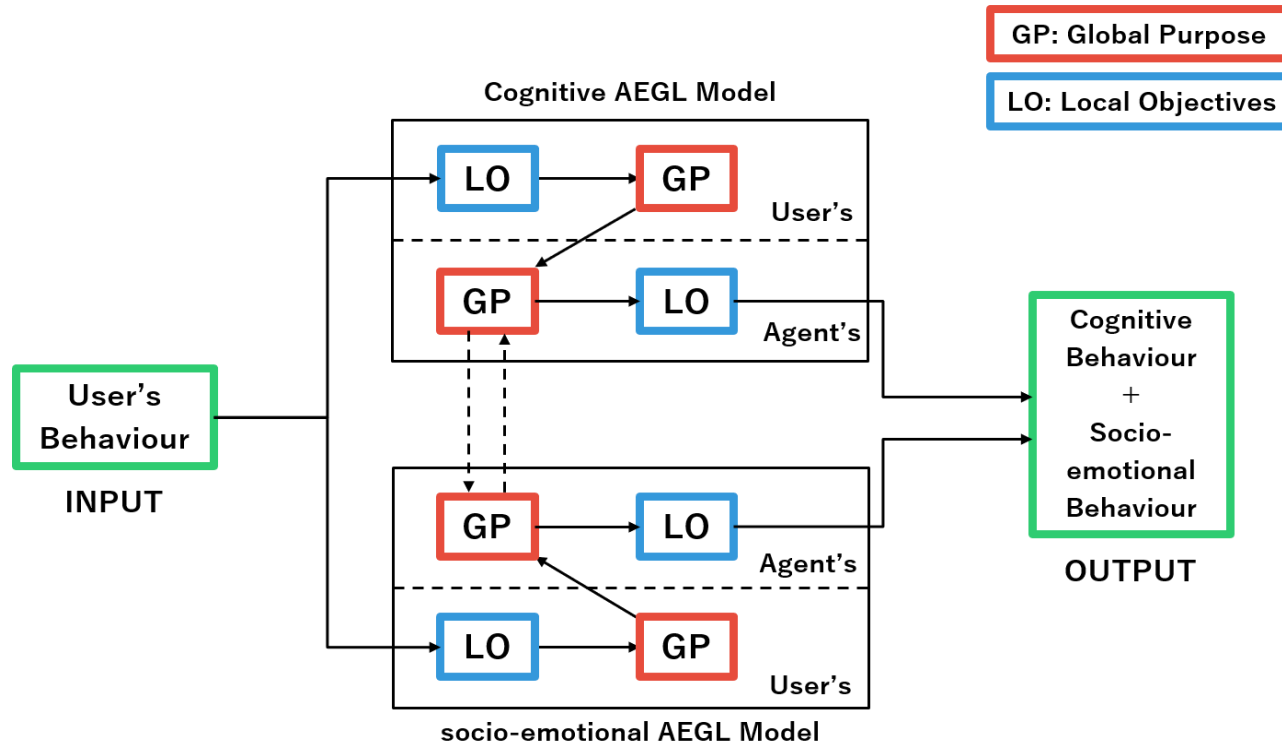 GP: Global Purpose
LO: Local Objectives
Cognitive AEGL Model
LO
GP
User's
GP
LO
Agent's
User's
Behaviour
INPUT
Cognitive
Behaviour
+
Socio-
emotional
Behaviour
OUTPUT
GP
LO
Agent's
LO
GP
User's
socio-emotional AEGL Model